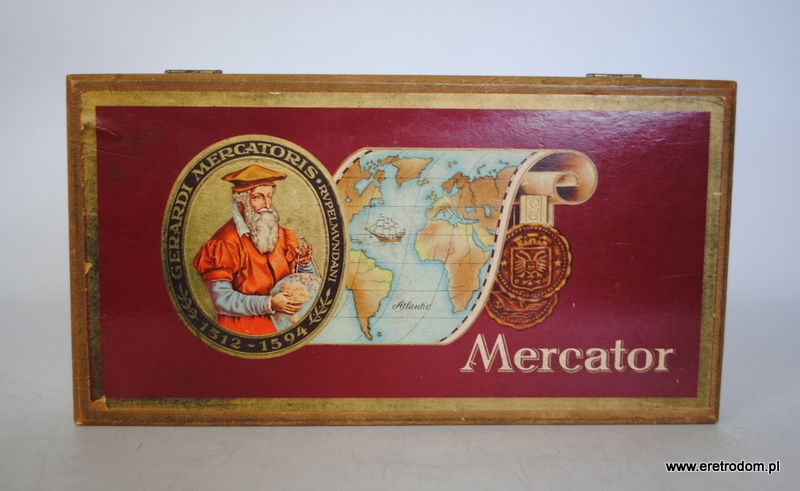 GERARDI MERCATORIS · RVPELMVNDANI
1512 - 1594
Atlantic
Mercator
www.eretrodom.pl